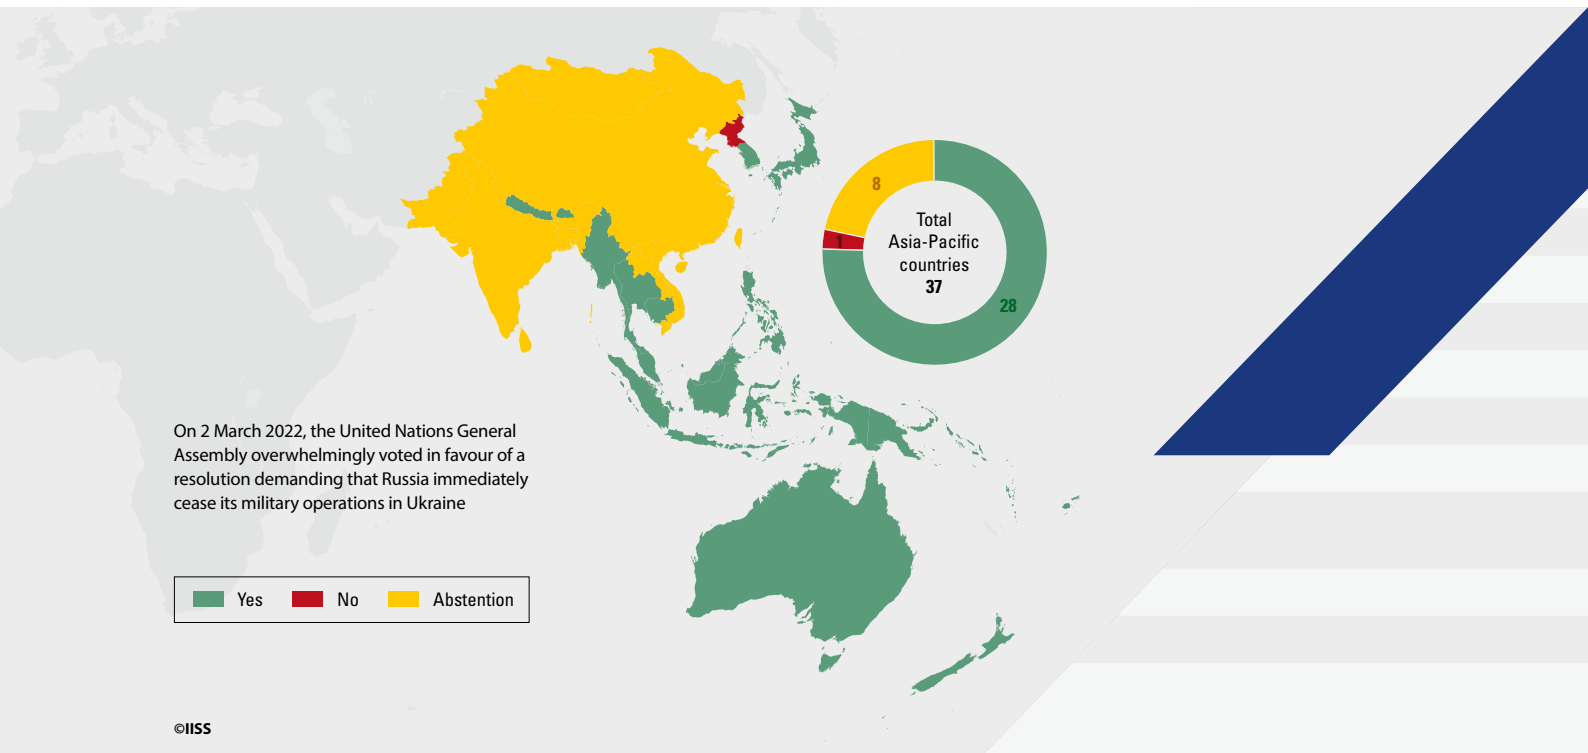 8
1
Total
Asia-Pacific
countries
37
28
On 2 March 2022, the United Nations General
Assembly overwhelmingly voted in favour of a
resolution demanding that Russia immediately
cease its military operations in Ukraine
Yes No Abstention
©IISS